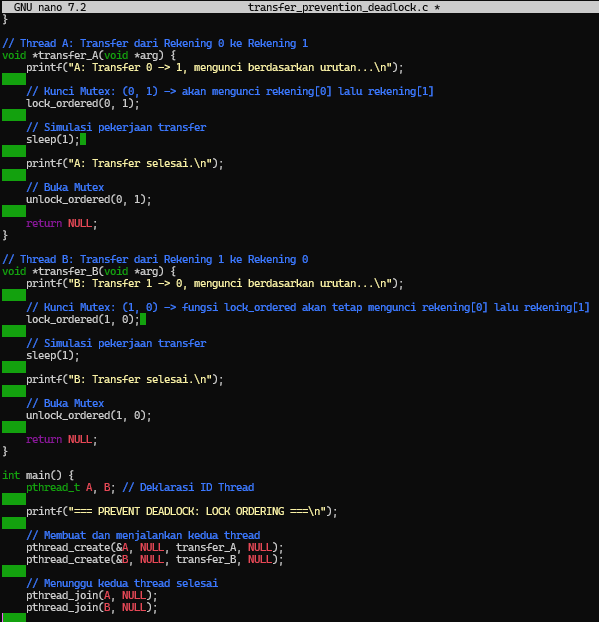 GNU nano 7.2 transfer_prevention_deadlock.c *
}
// Thread A: Transfer dari Rekening 0 ke Rekening 1
void *transfer_A(void *arg) {
    printf("A: Transfer 0 -> 1, mengunci berdasarkan urutan...\n");
    // Kunci Mutex: (0, 1) -> akan mengunci rekening[0] lalu rekening[1]
    lock_ordered(0, 1);
    // Simulasi pekerjaan transfer
    sleep(1);
    printf("A: Transfer selesai.\n");
    // Buka Mutex
    unlock_ordered(0, 1);
    return NULL;
}
// Thread B: Transfer dari Rekening 1 ke Rekening 0
void *transfer_B(void *arg) {
    printf("B: Transfer 1 -> 0, mengunci berdasarkan urutan...\n");
    // Kunci Mutex: (1, 0) -> fungsi lock_ordered akan tetap mengunci rekening[0] lalu rekening[1]
    lock_ordered(1, 0);
    // Simulasi pekerjaan transfer
    sleep(1);
    printf("B: Transfer selesai.\n");
    // Buka Mutex
    unlock_ordered(1, 0);
    return NULL;
}
int main() {
    pthread_t A, B; // Deklarasi ID Thread
    printf("=== PREVENT DEADLOCK: LOCK ORDERING ===\n");
    // Membuat dan menjalankan kedua thread
    pthread_create(&A, NULL, transfer_A, NULL);
    pthread_create(&B, NULL, transfer_B, NULL);
    // Menunggu kedua thread selesai
    pthread_join(A, NULL);
    pthread_join(B, NULL);